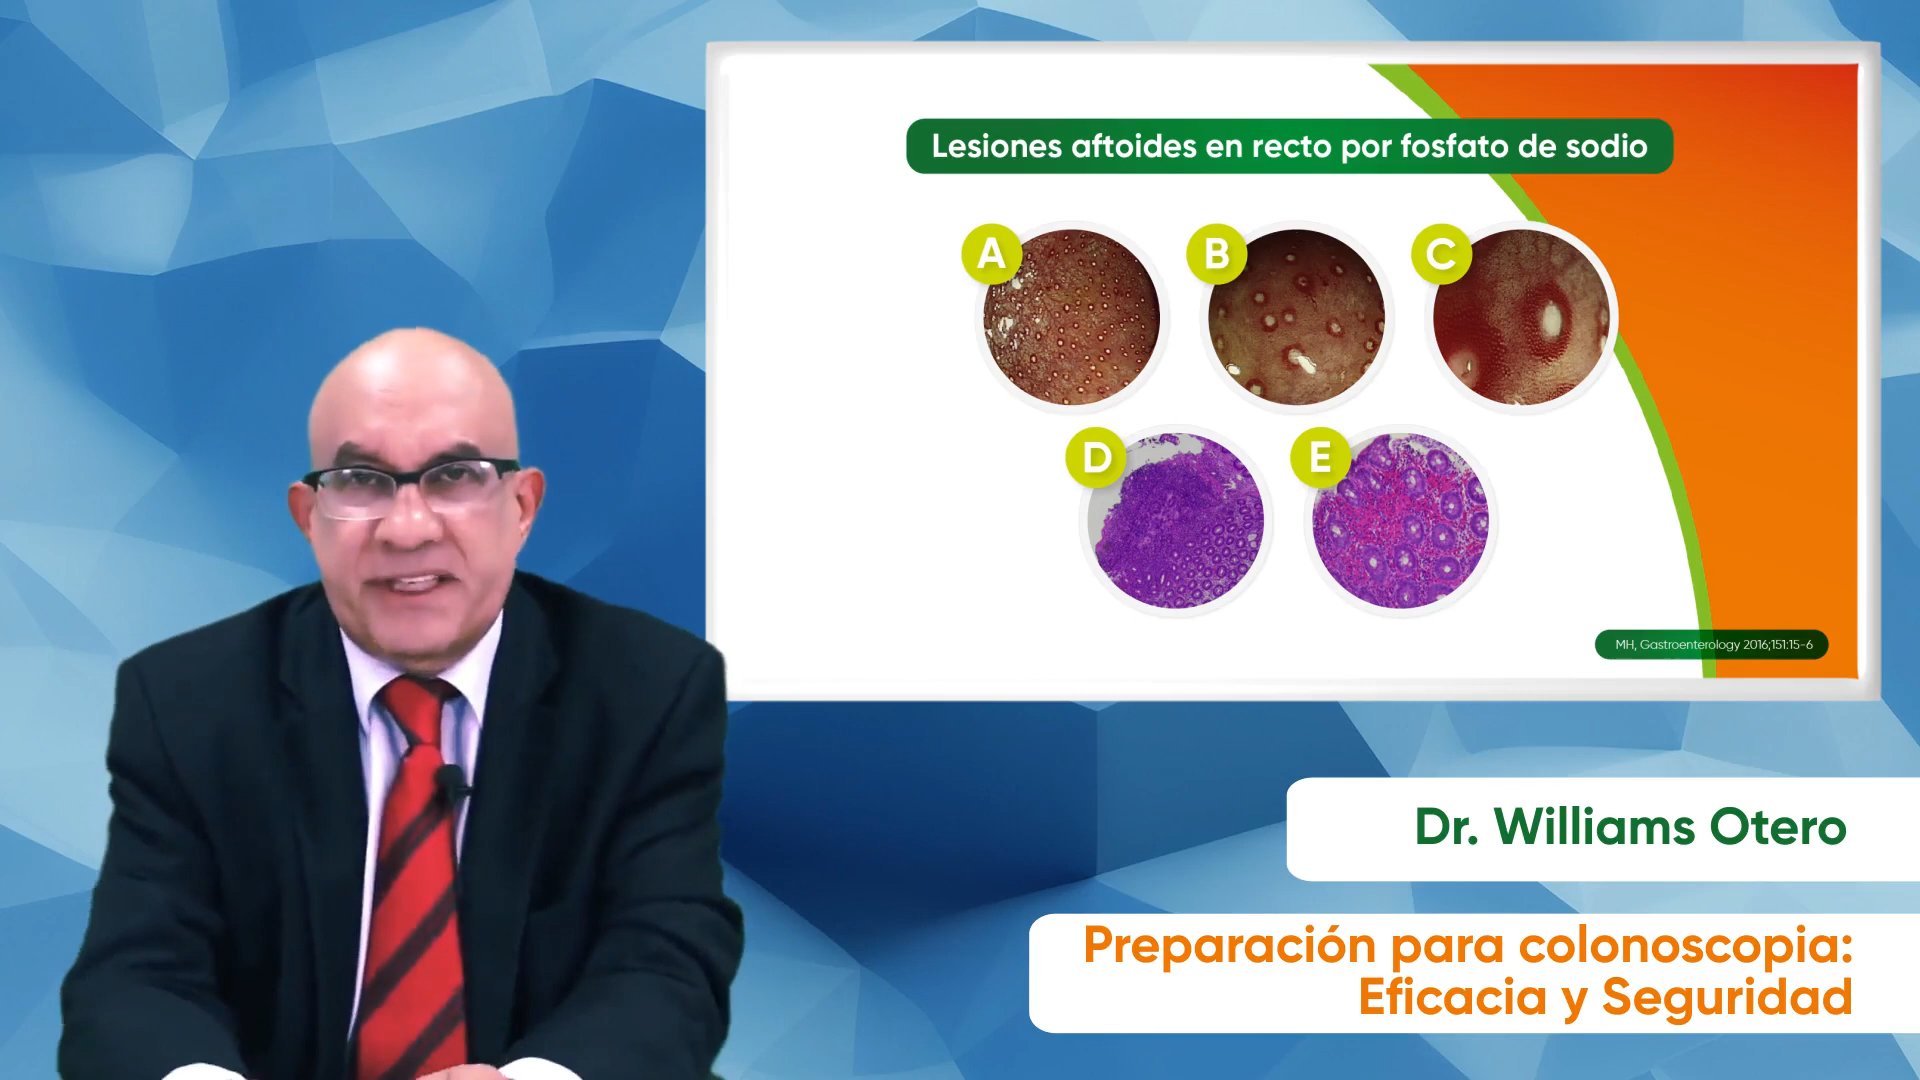 Lesiones aftoides en recto por fosfato de sodio
A
B
C
D
E
MH, Gastroenterology 2016;151:15-6
Dr. Williams Otero
Preparación para colonoscopia:
Eficacia y Seguridad